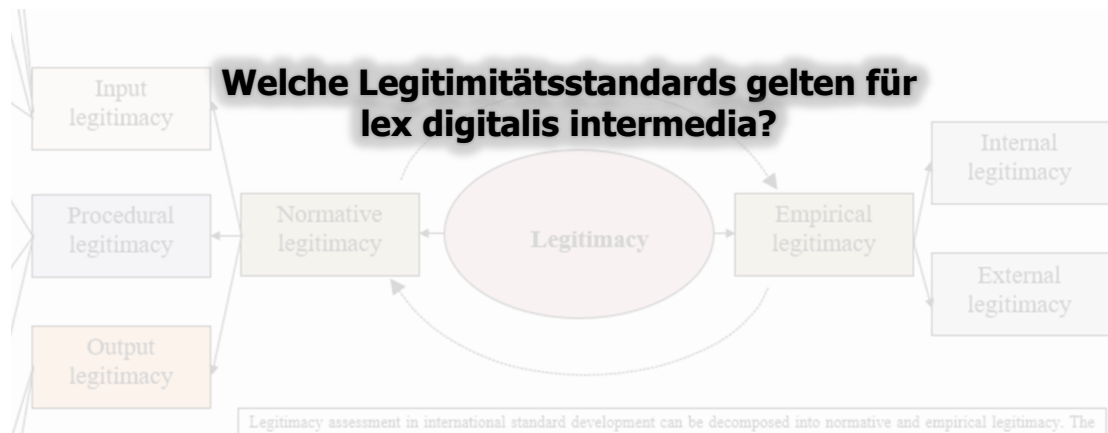 Welche Legitimitätsstandards gelten für
lex digitalis intermedia?
Input
legitimacy
Procedural
legitimacy
Output
legitimacy
Normative
legitimacy
Legitimacy
Empirical
legitimacy
Internal
legitimacy
External
legitimacy
Legitimacy assessment in international standard development can be decomposed into normative and empirical legitimacy. The